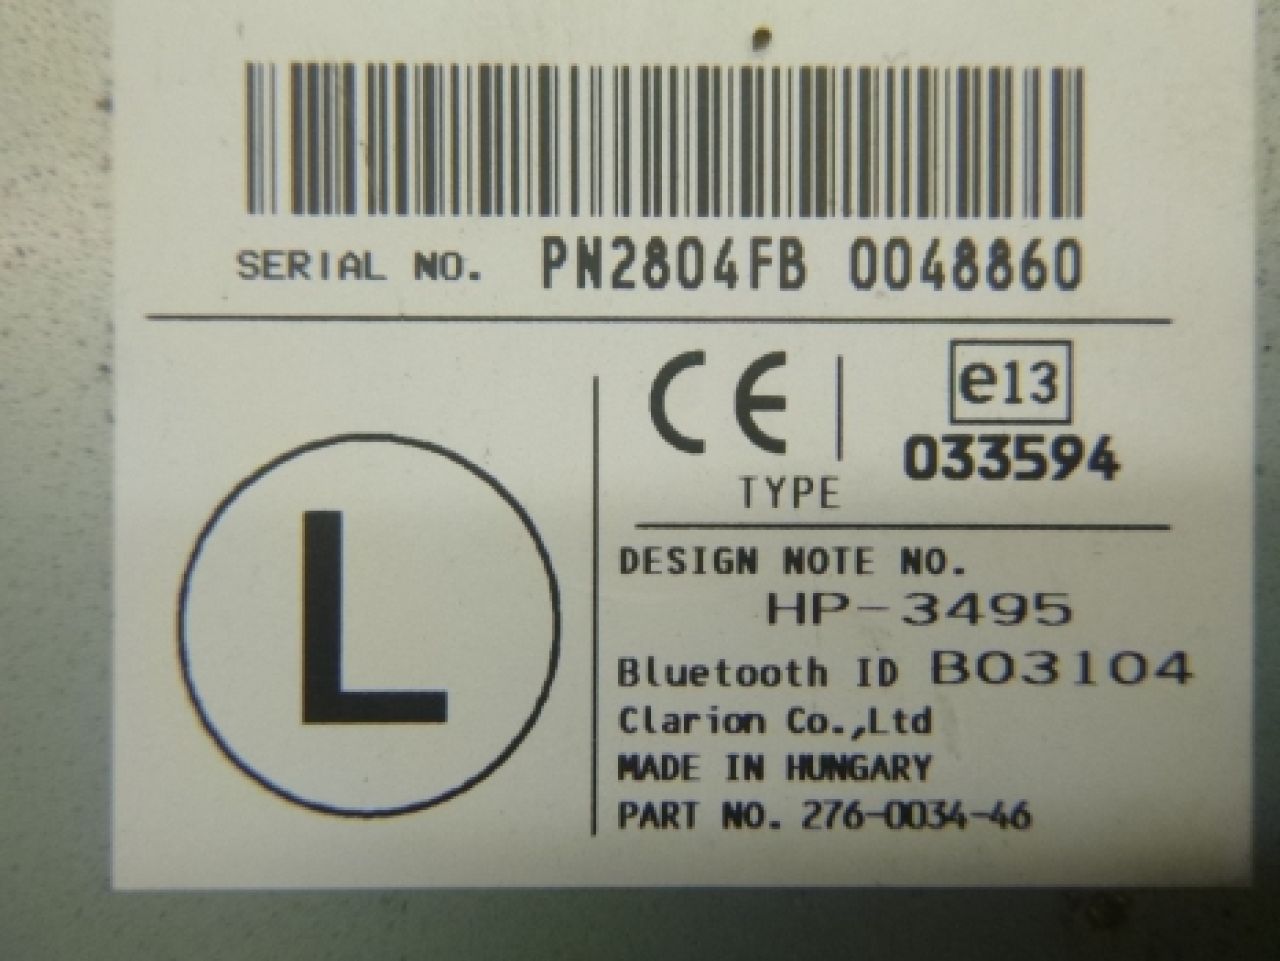 SERIAL NO. PN2804FB 0048860
CE
e13
033594
TYPE
L
DESIGN NOTE NO.
HP-3495
Bluetooth ID B03104
Clarion Co.,Ltd
MADE IN HUNGARY
PART NO. 276-0034-46